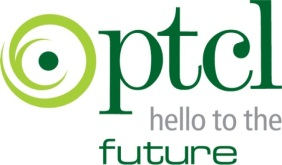 ptcl
hello to the
future